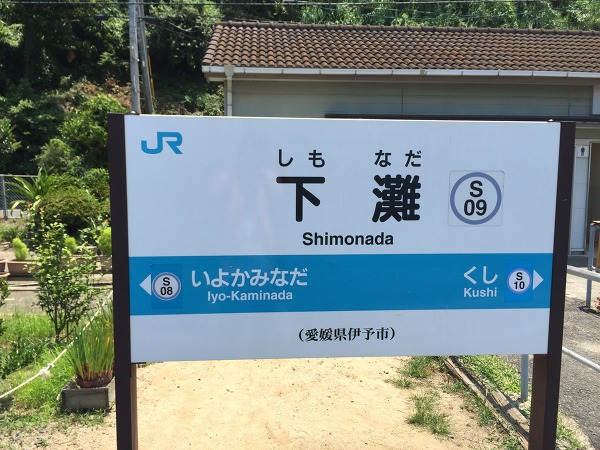 JR
しも なだ
下灘
S
09
Shimonada
S
08
いよかみなだ
Iyo-Kaminada
くし
Kushi
S
10
(愛媛県伊予市)